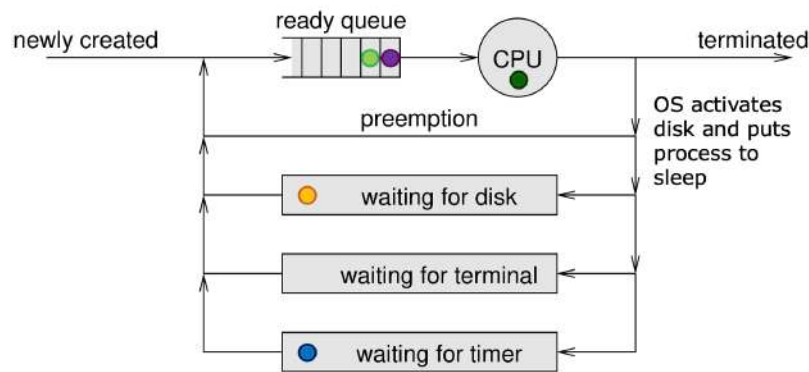 ready queue
newly created
CPU
terminated
preemption
OS activates
disk and puts
process to
sleep
waiting for disk
waiting for terminal
waiting for timer